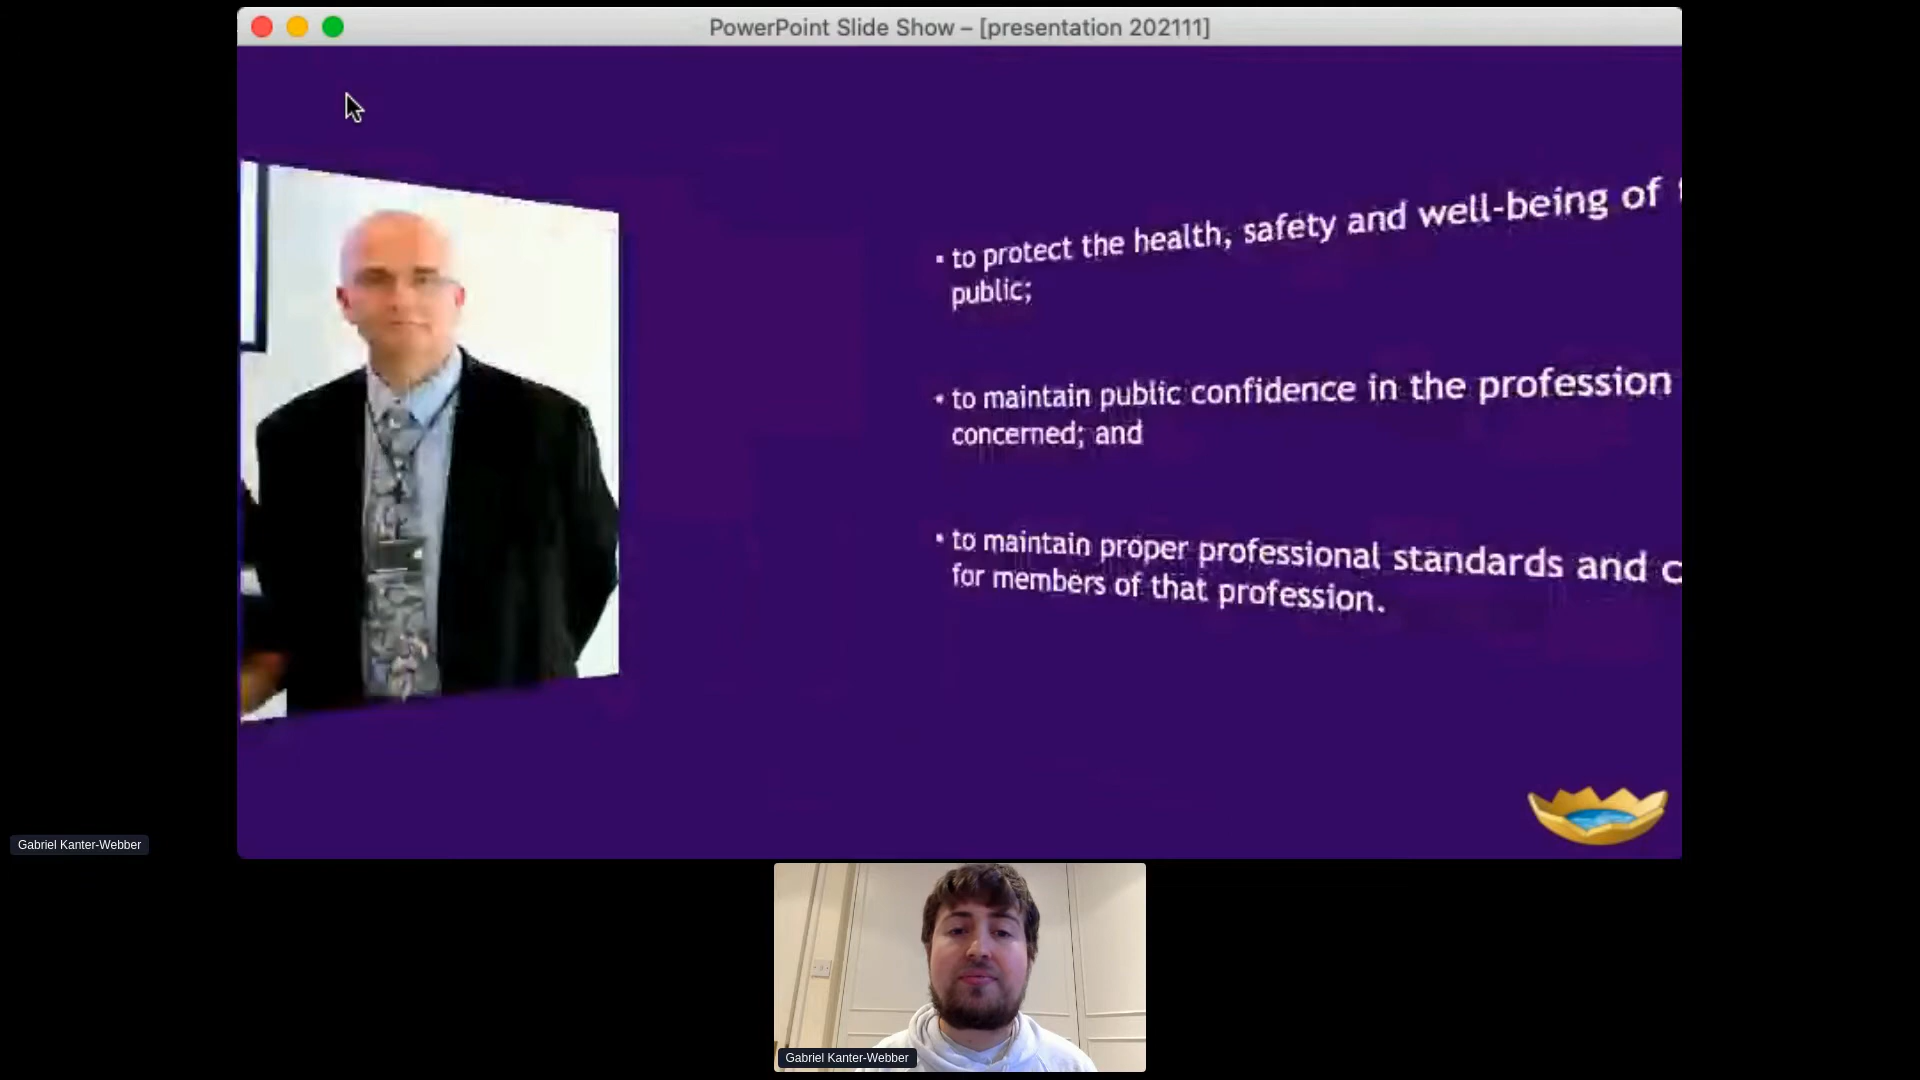 PowerPoint Slide Show – [presentation 202111]
• to protect the health, safety and well-being of
public;
• to maintain public confidence in the profession
concerned; and
• to maintain proper professional standards and
for members of that profession.
Gabriel Kanter-Webber
Gabriel Kanter-Webber